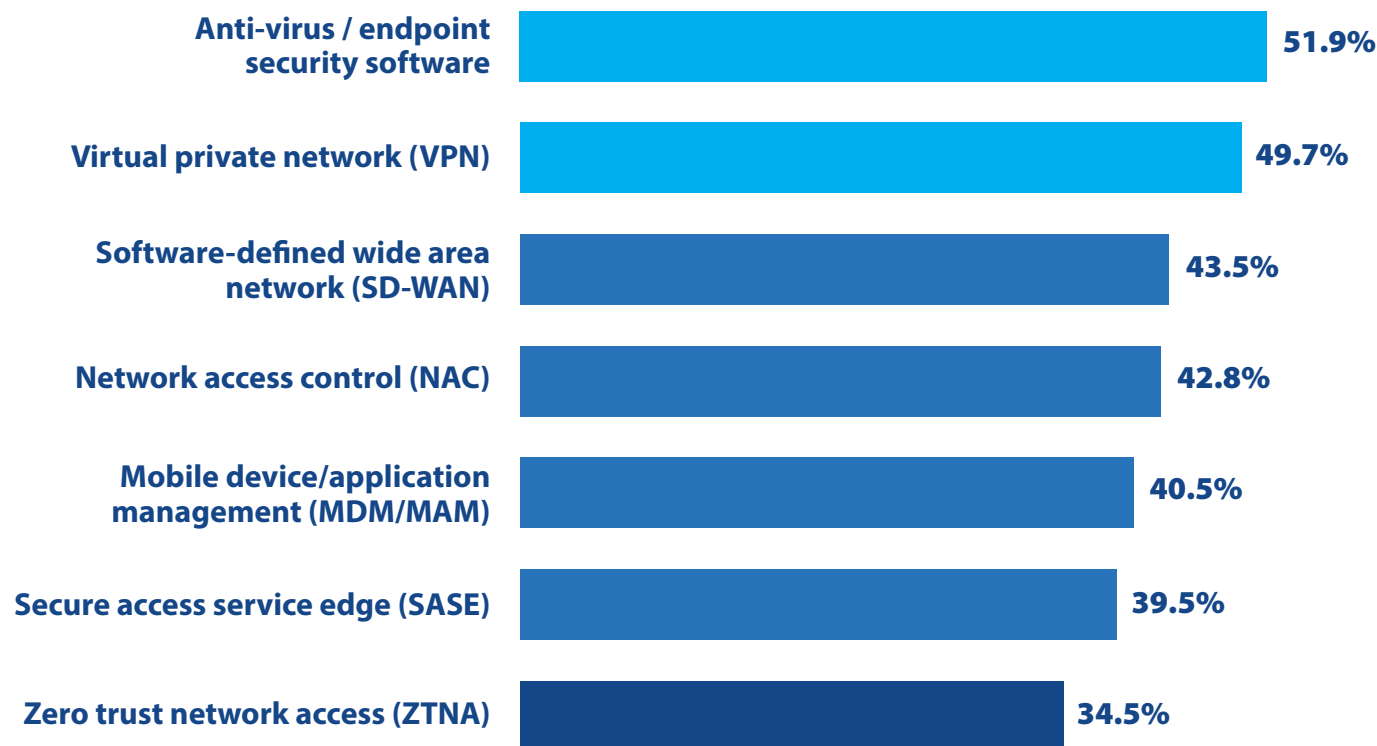 Anti-virus / endpoint
security software
51.9%
Virtual private network (VPN)
49.7%
Software-defined wide area
network (SD-WAN)
43.5%
Network access control (NAC)
42.8%
Mobile device/application
management (MDM/MAM)
40.5%
Secure access service edge (SASE)
39.5%
Zero trust network access (ZTNA)
34.5%